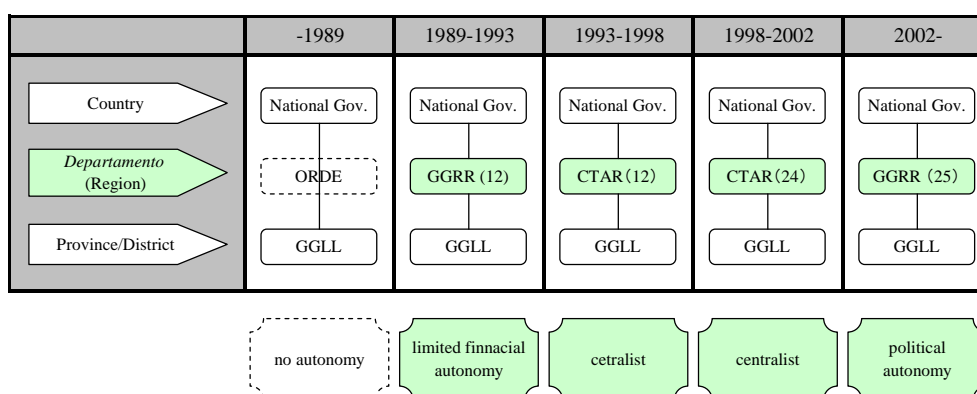 -1989 1989-1993 1993-1998 1998-2002 2002-
Country National Gov. National Gov. National Gov. National Gov. National Gov.
Departamento
(Region) ORDE GGRR (12) CTAR（12） CTAR（24） GGRR（25）
Province/District GGLL GGLL GGLL GGLL GGLL
no autonomy
limited finnacial
autonomy
cetralist
centralist
political
autonomy